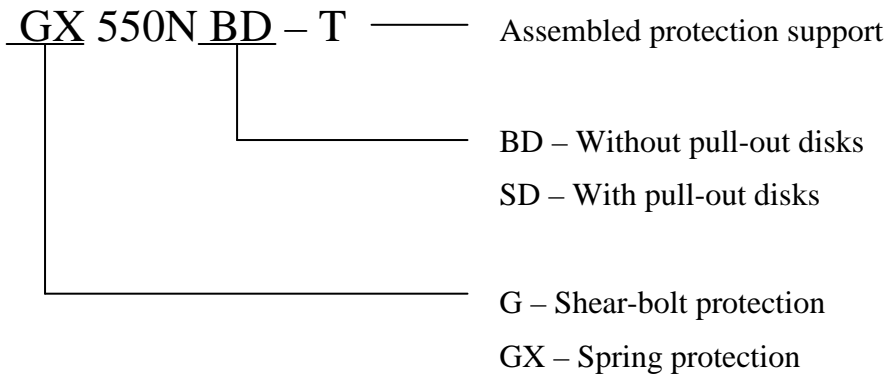 GX 550N BD – T Assembled protection support
BD – Without pull-out disks
SD – With pull-out disks
G – Shear-bolt protection
GX – Spring protection